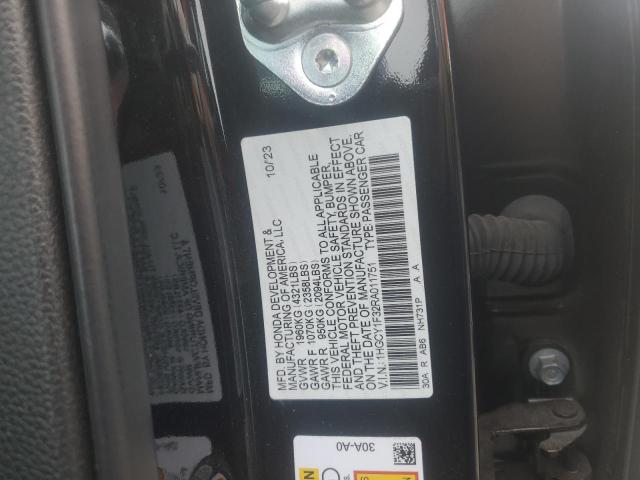 MFD. BY HONDA DEVELOPMENT &
MANUFACTURING OF AMERICA, LLC 10/23
GVWR 1960KG (4321LBS)
GAWR F 1070KG (2358LBS)
GAWR R 950KG (2094LBS)
THIS VEHICLE CONFORMS TO ALL APPLICABLE
FEDERAL MOTOR VEHICLE SAFETY, BUMPER,
AND THEFT PREVENTION STANDARDS IN EFFECT
ON THE DATE OF MANUFACTURE SHOWN ABOVE.
V.I.N.: 1HGCY1F32RA011751 TYPE:PASSENGER CAR
30A R AB6 NH731P A A
30A-A0